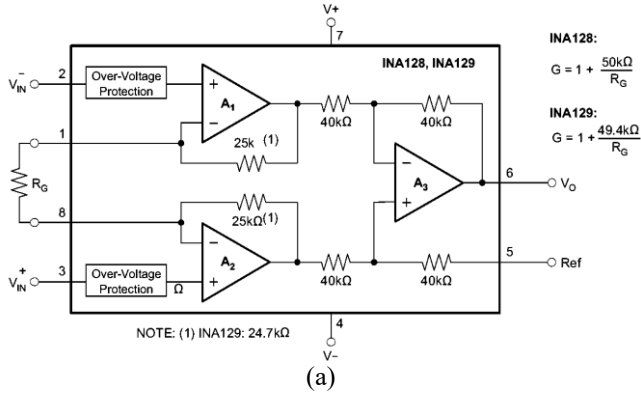 V+
7
INA128, INA129
INA128:
G = 1 + 50kΩ
R_G
INA129:
G = 1 + 49.4kΩ
R_G
V_IN^-
2
Over-Voltage
Protection
+
A₁
−
40kΩ
40kΩ
1
25k (1)
R_G
−
A₃
+
6
V_O
25kΩ(1)
8
−
A₂
+
5
Ref
V_IN^+
3
Over-Voltage
Protection
Ω
40kΩ
40kΩ
4
NOTE: (1) INA129: 24.7kΩ
V−
(a)